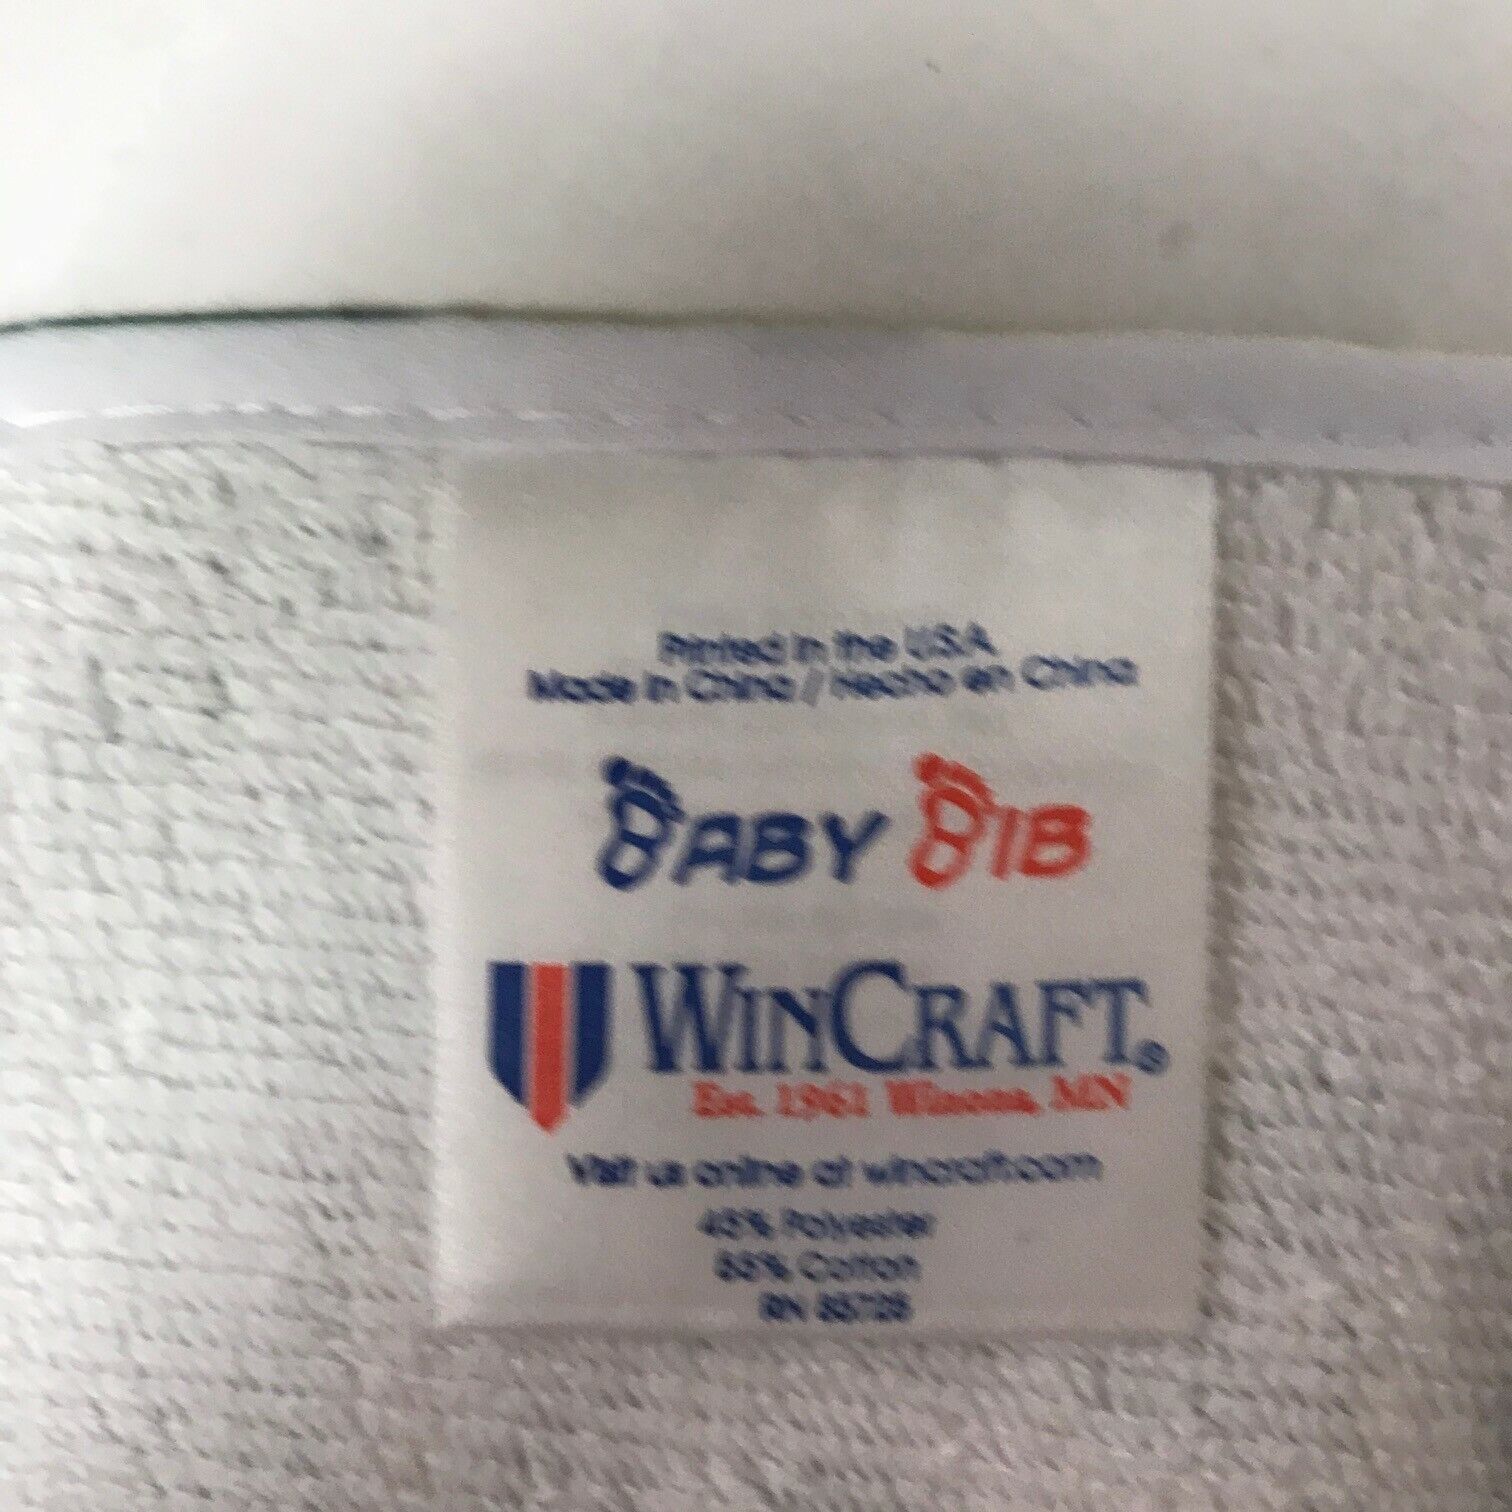 Printed in the USA
Made in China / Hecho en China
BABY BIB
WINCRAFT®
Est. 1961 Winona, MN
Visit us online at wincraft.com
45% Polyester
55% Cotton
RN